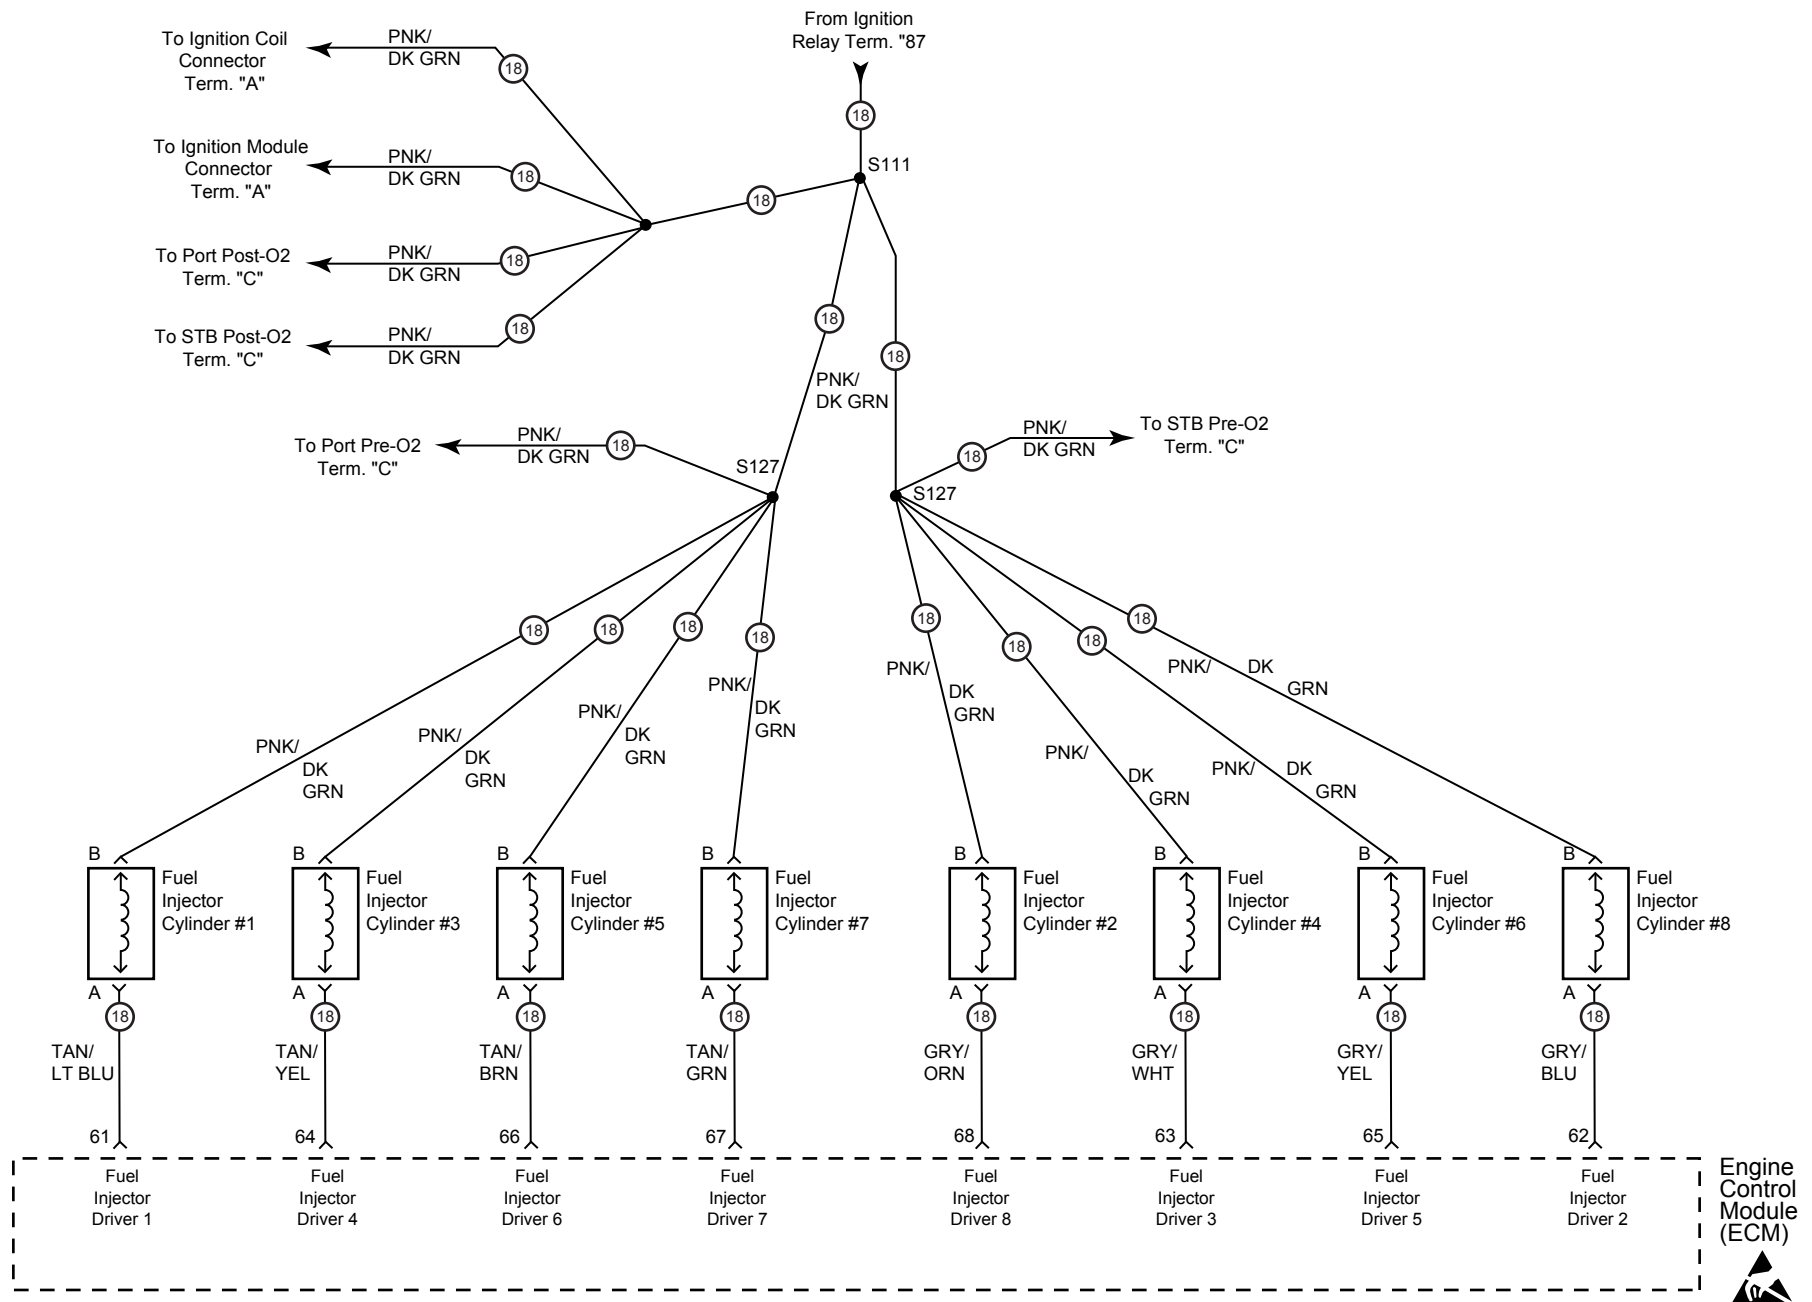 From Ignition
Relay Term. "87
To Ignition Coil
Connector
Term. "A"
PNK/
DK GRN
18
18
To Ignition Module
Connector
Term. "A"
PNK/
DK GRN
18
S111
18
To Port Post-O2
Term. "C"
PNK/
DK GRN
18
To STB Post-O2
Term. "C"
PNK/
DK GRN
18
18
18
PNK/
DK GRN
To Port Pre-O2
Term. "C"
PNK/
DK GRN
18
S127
18
PNK/
DK GRN
To STB Pre-O2
Term. "C"
S127
18
18
18
18
18
18
18
18
PNK/
DK
GRN
PNK/
DK
GRN
PNK/
DK
GRN
PNK/
DK
GRN
PNK/
DK
GRN
PNK/
DK
GRN
PNK/
DK
GRN
PNK/
DK
GRN
B
Fuel
Injector
Cylinder #1
A
18
TAN/
LT BLU
61
B
Fuel
Injector
Cylinder #3
A
18
TAN/
YEL
64
B
Fuel
Injector
Cylinder #5
A
18
TAN/
BRN
66
B
Fuel
Injector
Cylinder #7
A
18
TAN/
GRN
67
B
Fuel
Injector
Cylinder #2
A
18
GRY/
ORN
68
B
Fuel
Injector
Cylinder #4
A
18
GRY/
WHT
63
B
Fuel
Injector
Cylinder #6
A
18
GRY/
YEL
65
B
Fuel
Injector
Cylinder #8
A
18
GRY/
BLU
62
Fuel
Injector
Driver 1
Fuel
Injector
Driver 4
Fuel
Injector
Driver 6
Fuel
Injector
Driver 7
Fuel
Injector
Driver 8
Fuel
Injector
Driver 3
Fuel
Injector
Driver 5
Fuel
Injector
Driver 2
Engine
Control
Module
(ECM)